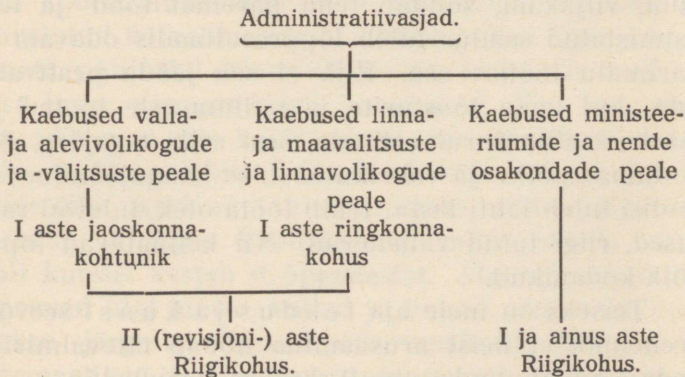 Administratiivasjad.
Kaebused valla-
ja alevivolikogude
ja -valitsuste peale
I aste jaoskonna-
kohtunik
Kaebused linna-
ja maavalitsuste
ja linnavolikogude
peale
I aste ringkonna-
kohus
Kaebused ministee-
riumide ja nende
osakondade peale
II (revisjoni-) aste
Riigikohus.
I ja ainus aste
Riigikohus.